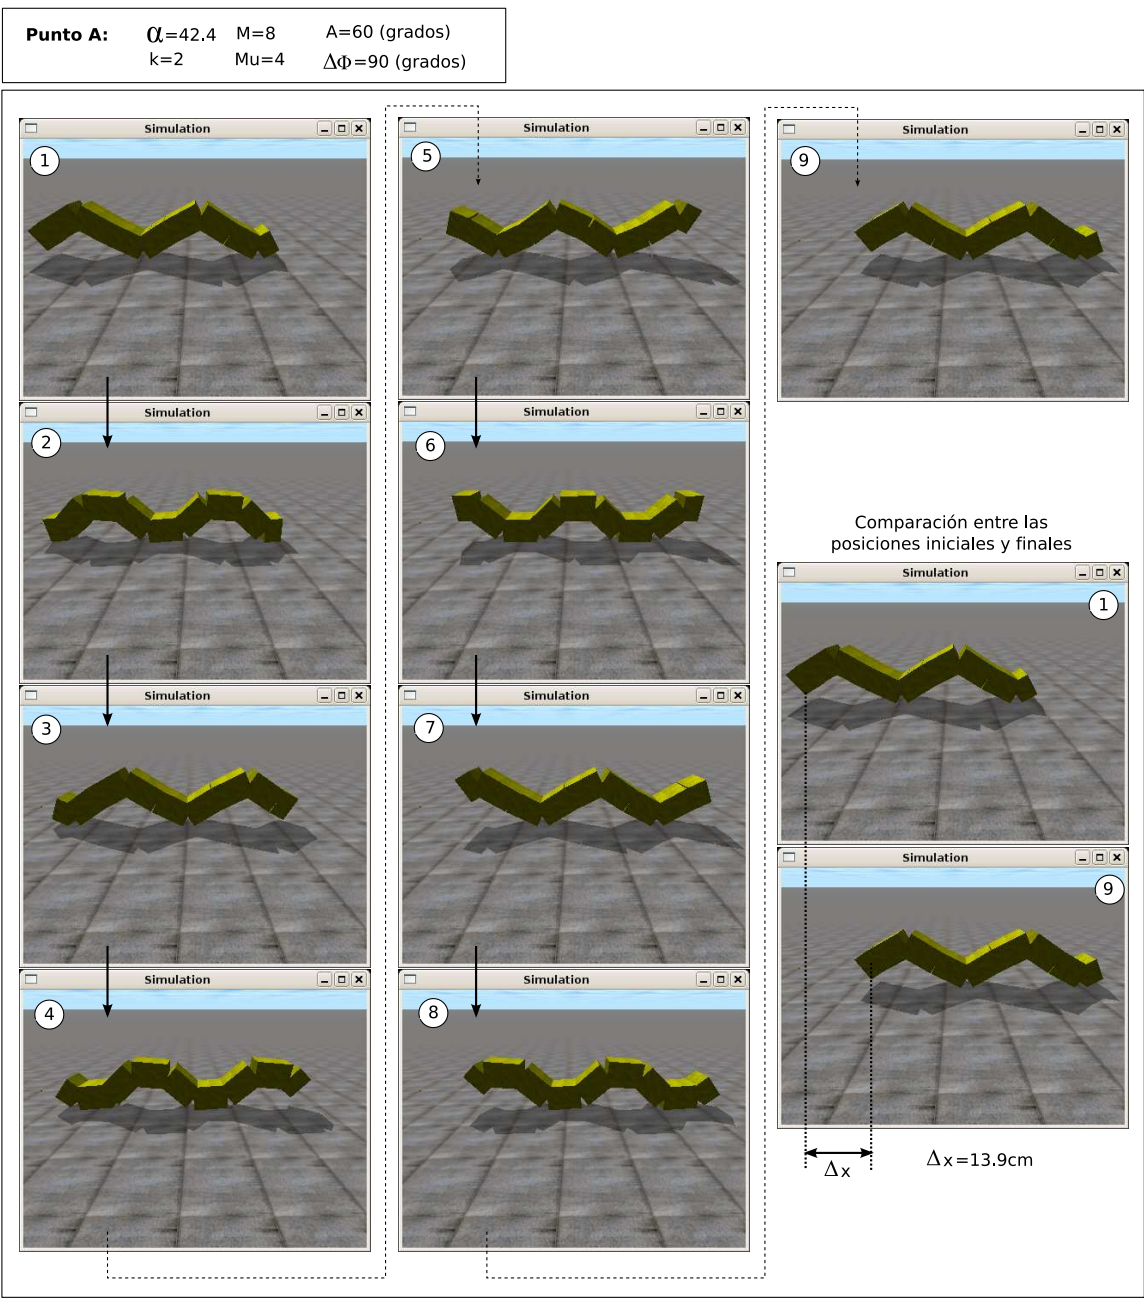 Punto A: α=42.4 M=8 A=60 (grados)
k=2 Mu=4 ΔΦ=90 (grados)
Simulation
1
Simulation
2
Simulation
3
Simulation
4
Simulation
5
Simulation
6
Simulation
7
Simulation
8
Simulation
9
Comparación entre las
posiciones iniciales y finales
Simulation
1
Simulation
9
Δx
Δx=13.9cm